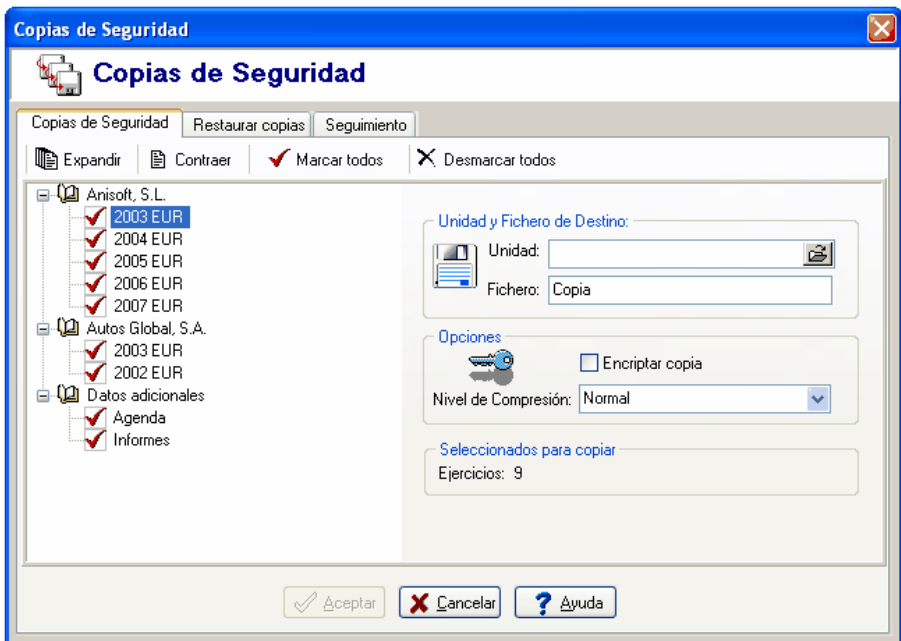 Copias de Seguridad
Copias de Seguridad
Copias de Seguridad Restaurar copias Seguimiento
Expandir Contraer Marcar todos Desmarcar todos
Anisoft, S.L.
2003 EUR
2004 EUR
2005 EUR
2006 EUR
2007 EUR
Autos Global, S.A.
2003 EUR
2002 EUR
Datos adicionales
Agenda
Informes
Unidad y Fichero de Destino:
Unidad:
Fichero: Copia
Opciones
Encriptar copia
Nivel de Compresión: Normal
Seleccionados para copiar
Ejercicios: 9
Aceptar Cancelar Ayuda